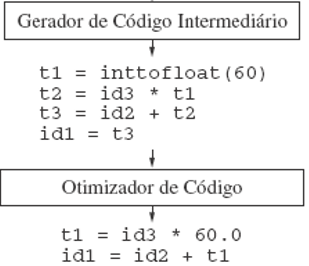 Gerador de Código Intermediário
t1 = inttofloat(60)
t2 = id3 * t1
t3 = id2 + t2
id1 = t3
Otimizador de Código
t1 = id3 * 60.0
id1 = id2 + t1